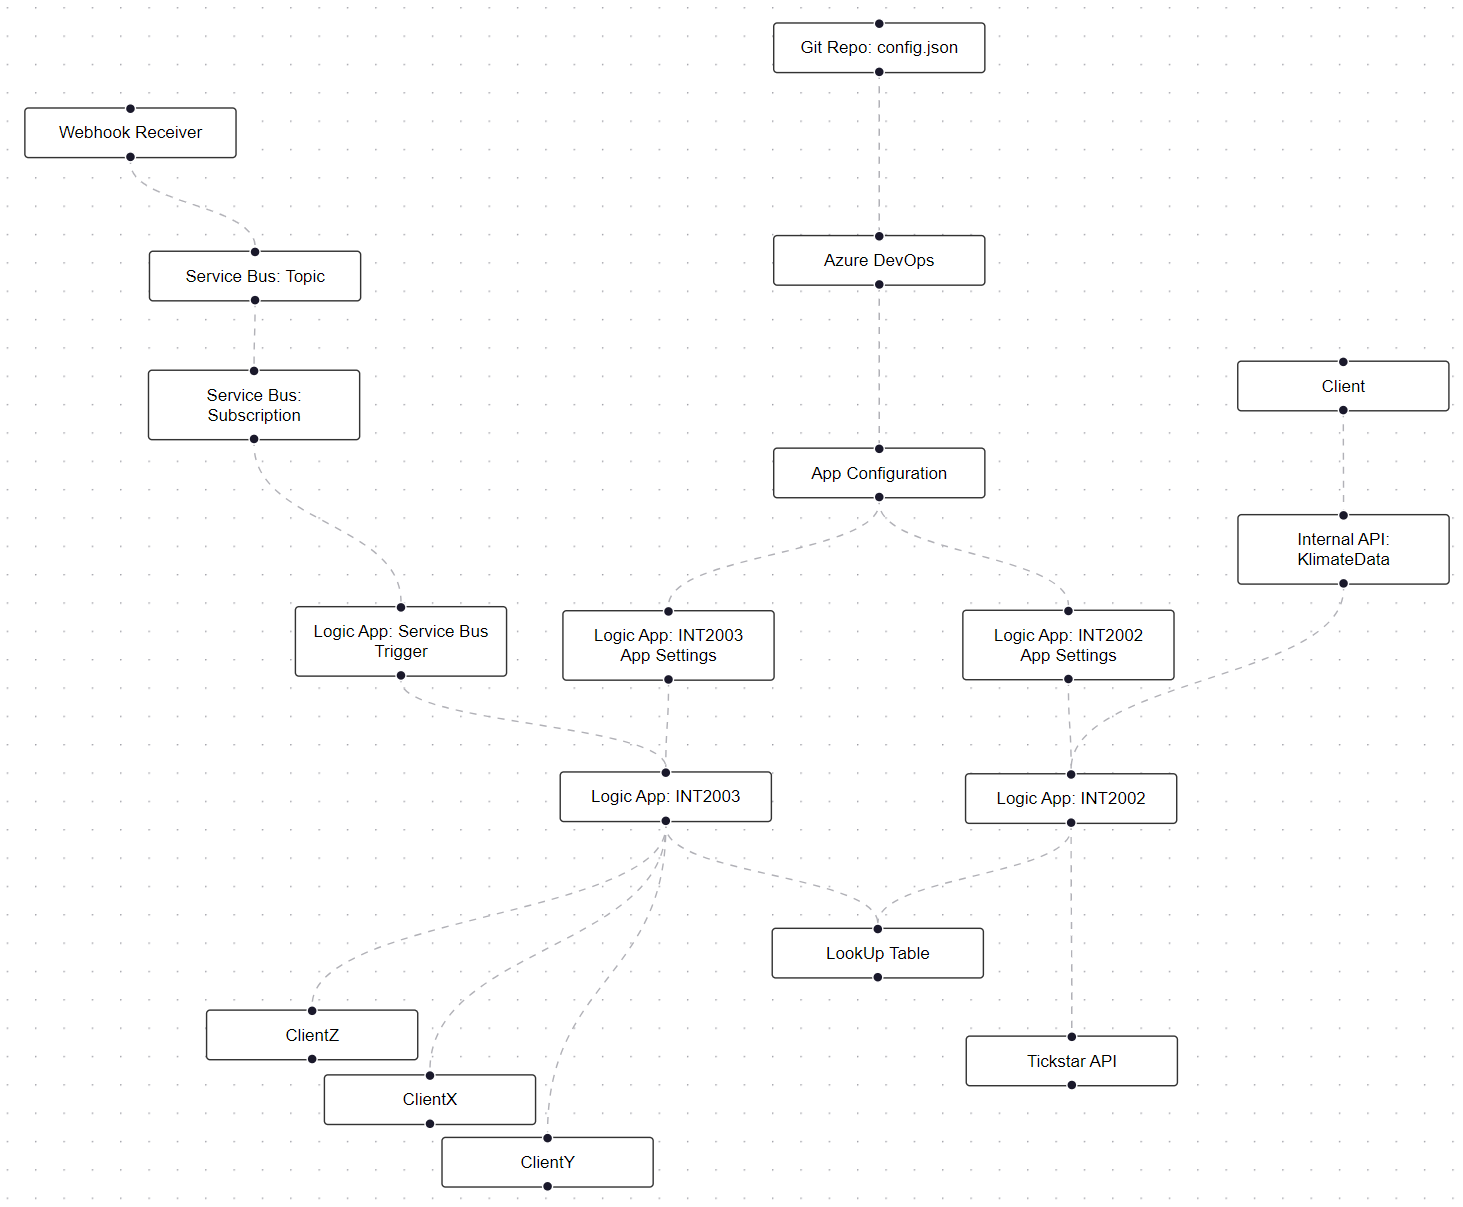 Git Repo: config.json
Webhook Receiver
Azure DevOps
Service Bus: Topic
Client
Service Bus:
Subscription
App Configuration
Internal API:
KlimateData
Logic App: Service Bus
Trigger
Logic App: INT2003
App Settings
Logic App: INT2002
App Settings
Logic App: INT2003
Logic App: INT2002
LookUp Table
ClientZ
Tickstar API
ClientX
ClientY